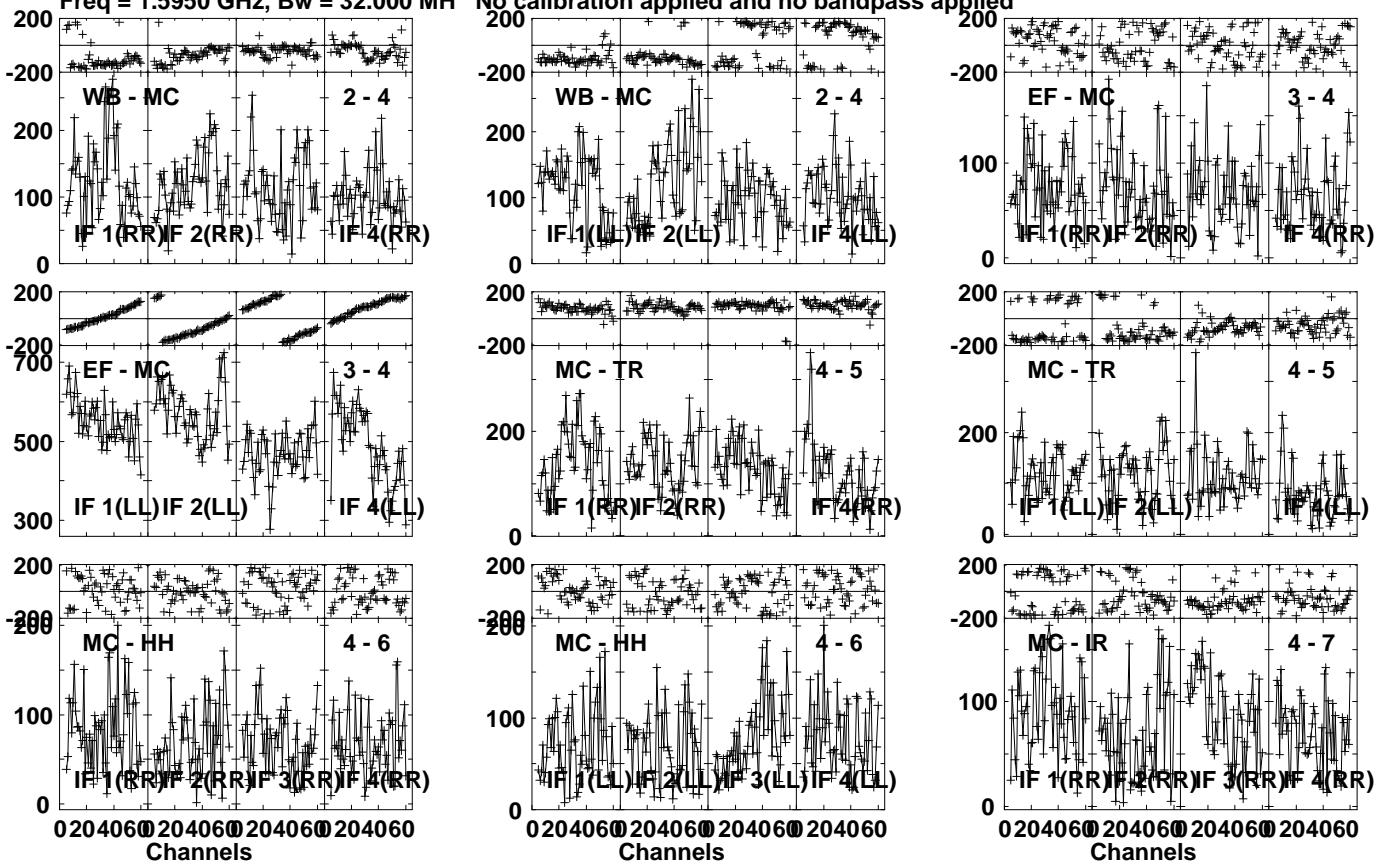 Freq = 1.5950 GHz, Bw = 32.000 MH No calibration applied and no bandpass applied
200
-200
WB - MC 2 - 4
200
100
0
IF 1(RR) IF 2(RR) IF 4(RR)
WB - MC 2 - 4
IF 1(LL) IF 2(LL) IF 4(LL)
200
-200
EF - MC 3 - 4
100
0
IF 1(RR) IF 2(RR) IF 4(RR)
200
-200
700
500
300
EF - MC 3 - 4
IF 1(LL) IF 2(LL) IF 4(LL)
200
-200
MC - TR 4 - 5
200
0
IF 1(RR) IF 2(RR) IF 4(RR)
200
-200
MC - TR 4 - 5
200
0
IF 1(LL) IF 2(LL) IF 4(LL)
200
-200
200
MC - HH 4 - 6
100
0
IF 1(RR) IF 2(RR) IF 3(RR) IF 4(RR)
0 20 40 60 0 20 40 60 0 20 40 60 0 20 40 60
Channels
200
-200
200
MC - HH 4 - 6
100
0
IF 1(LL) IF 2(LL) IF 3(LL) IF 4(LL)
0 20 40 60 0 20 40 60 0 20 40 60 0 20 40 60
Channels
200
-200
MC - IR 4 - 7
100
0
IF 1(RR) IF 2(RR) IF 3(RR) IF 4(RR)
0 20 40 60 0 20 40 60 0 20 40 60 0 20 40 60
Channels